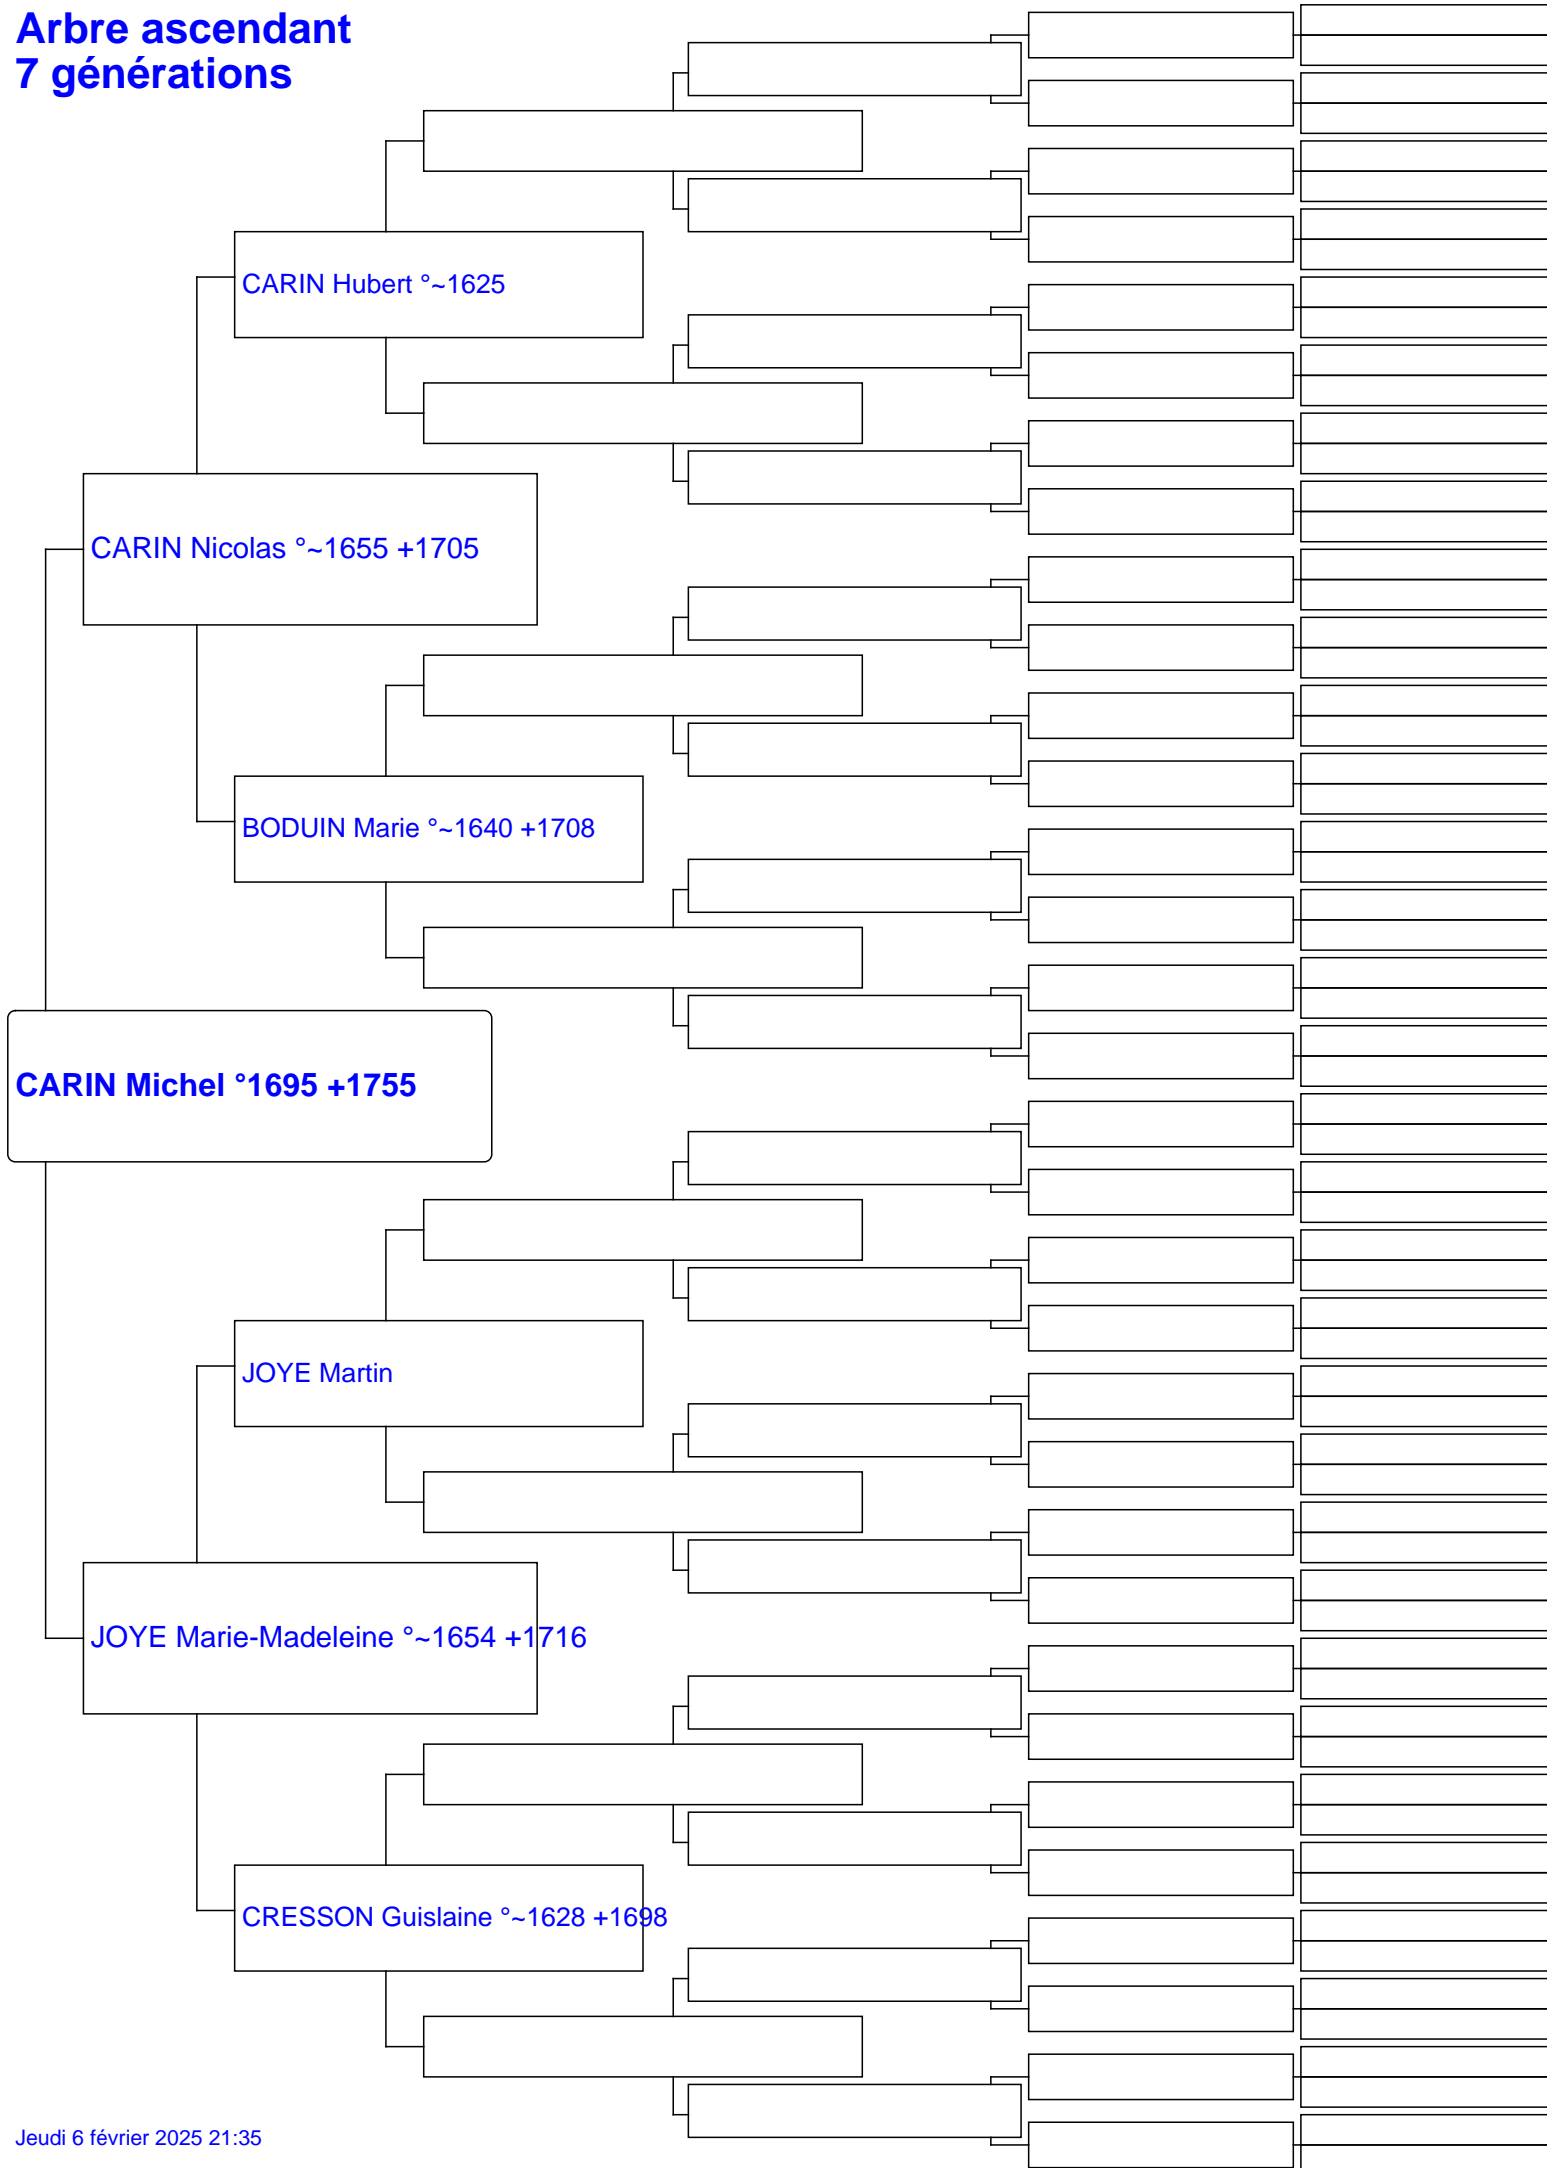 Arbre ascendant
7 générations
CARIN Hubert °~1625
CARIN Nicolas °~1655 +1705
BODUIN Marie °~1640 +1708
CARIN Michel °1695 +1755
JOYE Martin
JOYE Marie-Madeleine °~1654 +1716
CRESSON Guislaine °~1628 +1698
Jeudi 6 février 2025 21:35